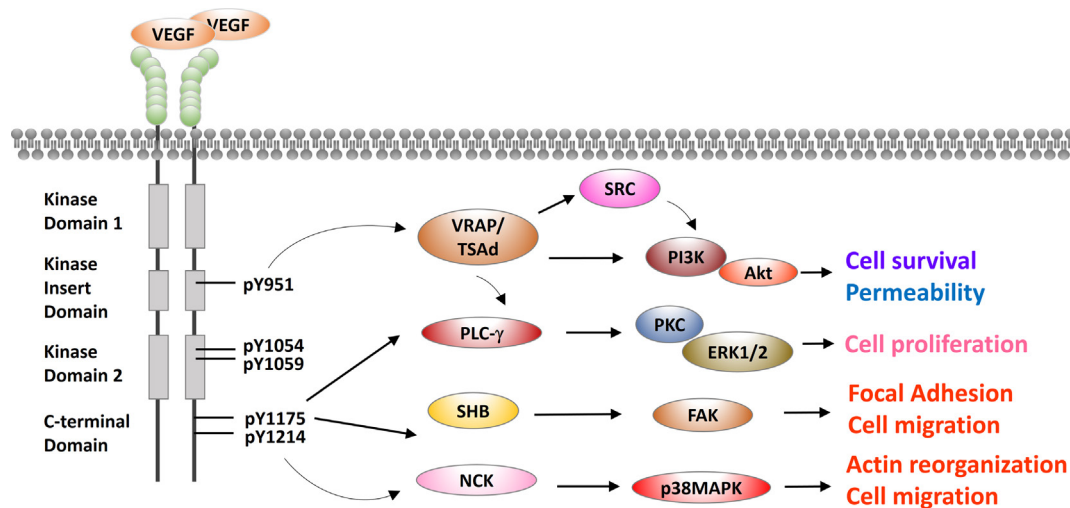 VEGF
VEGF
Kinase
Domain 1
Kinase
Insert
Domain
Kinase
Domain 2
C-terminal
Domain
pY951
pY1054
pY1059
pY1175
pY1214
VRAP/
TSAd
SRC
PI3K
Akt
Cell survival
Permeability
PLC-γ
PKC
ERK1/2
Cell proliferation
SHB
FAK
Focal Adhesion
Cell migration
NCK
p38MAPK
Actin reorganization
Cell migration